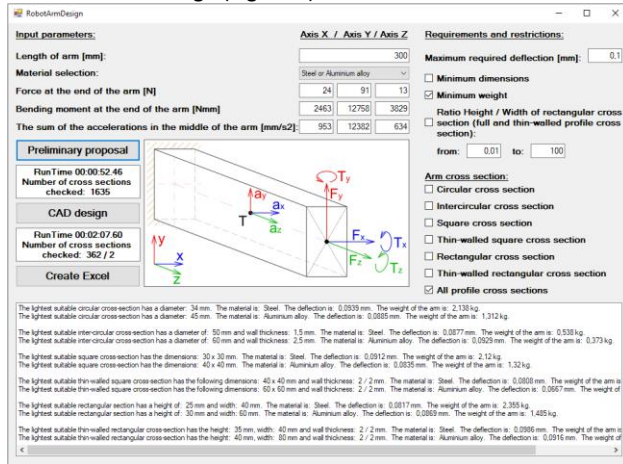 RobotArmDesign
Input parameters: Axis X / Axis Y / Axis Z
Length of arm [mm]: 300
Material selection: Steel or Aluminium alloy
Force at the end of the arm [N] 24 91 13
Bending moment at the end of the arm [Nmm] 2463 12758 3829
The sum of the accelerations in the middle of the arm [mm/s2]: 953 12382 634
Requirements and restrictions:
Maximum required deflection [mm]: 0,1
Minimum dimensions
Minimum weight
Ratio Height / Width of rectangular cross
section (full and thin-walled profile cross
section):
from: 0,01 to: 100
Preliminary proposal
RunTime 00:00:52.46
Number of cross sections
checked: 1635
CAD design
RunTime 00:02:07.60
Number of cross sections
checked: 362 / 2
Create Excel
Ty
Fy
ay
ax
T
az
Fx
Tx
Fz
Tz
y
x
z
Arm cross section:
Circular cross section
Intercircular cross section
Square cross section
Thin-walled square cross section
Rectangular cross section
Thin-walled rectangular cross section
All profile cross sections
The lightest suitable circular cross-section has a diameter: 34 mm. The material is: Steel. The deflection is: 0,0939 mm. The weight of the arm is: 2,138 kg.
The lightest suitable circular cross-section has a diameter: 45 mm. The material is: Aluminium alloy. The deflection is: 0,0885 mm. The weight of the arm is: 1,312 kg.
The lightest suitable inter-circular cross-section has a diameter of: 50 mm and wall thickness: 1,5 mm. The material is: Steel. The deflection is: 0,0877 mm. The weight of the arm is: 0,538 kg.
The lightest suitable inter-circular cross-section has a diameter of: 60 mm and wall thickness: 2,5 mm. The material is: Aluminium alloy. The deflection is: 0,0929 mm. The weight of the arm is: 0,373 kg.
The lightest suitable square cross-section has the dimensions: 30 x 30 mm. The material is: Steel. The deflection is: 0,0912 mm. The weight of the arm is: 2,12 kg.
The lightest suitable square cross-section has the dimensions: 40 x 40 mm. The material is: Aluminium alloy. The deflection is: 0,0835 mm. The weight of the arm is: 1,32 kg.
The lightest suitable thin-walled square cross-section has the following dimensions: 40 x 40 mm and wall thickness: 2 / 2 mm. The material is: Steel. The deflection is: 0,0808 mm. The weight of the arm is
The lightest suitable thin-walled square cross-section has the following dimensions: 60 x 60 mm and wall thickness: 2 / 2 mm. The material is: Aluminium alloy. The deflection is: 0,0667 mm. The weight of
The lightest suitable rectangular section has a height of: 25 mm and width: 40 mm. The material is: Steel. The deflection is: 0,0817 mm. The weight of the arm is: 2,355 kg.
The lightest suitable rectangular section has a height of: 30 mm and width: 60 mm. The material is: Aluminium alloy. The deflection is: 0,0869 mm. The weight of the arm is: 1,485 kg.
The lightest suitable thin-walled rectangular cross-section has the height: 35 mm, width: 40 mm and wall thickness: 2 / 2 mm. The material is: Steel. The deflection is: 0,0986 mm. The weight of the arm is
The lightest suitable thin-walled rectangular cross-section has the height: 40 mm, width: 80 mm and wall thickness: 2 / 2 mm. The material is: Aluminium alloy. The deflection is: 0,0916 mm. The weight of